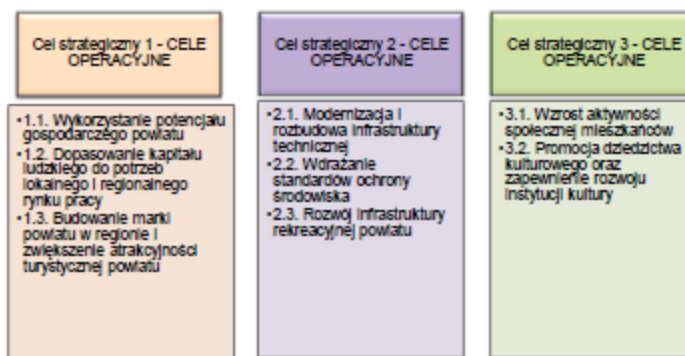 Cel strategiczny 1 - CELE
OPERACYJNE
•1.1. Wykorzystanie potencjału
gospodarczego powiatu
•1.2. Dopasowanie kapitału
ludzkiego do potrzeb
lokalnego i regionalnego
rynku pracy
•1.3. Budowanie marki
powiatu w regionie i
zwiększenie atrakcyjności
turystycznej powiatu
Cel strategiczny 2 - CELE
OPERACYJNE
•2.1. Modernizacja i
rozbudowa infrastruktury
technicznej
•2.2. Wdrażanie
standardów ochrony
środowiska
•2.3. Rozwój infrastruktury
rekreacyjnej powiatu
Cel strategiczny 3 - CELE
OPERACYJNE
•3.1. Wzrost aktywności
społecznej mieszkańców
•3.2. Promocja dziedzictwa
kulturowego oraz
zapewnienie rozwoju
instytucji kultury